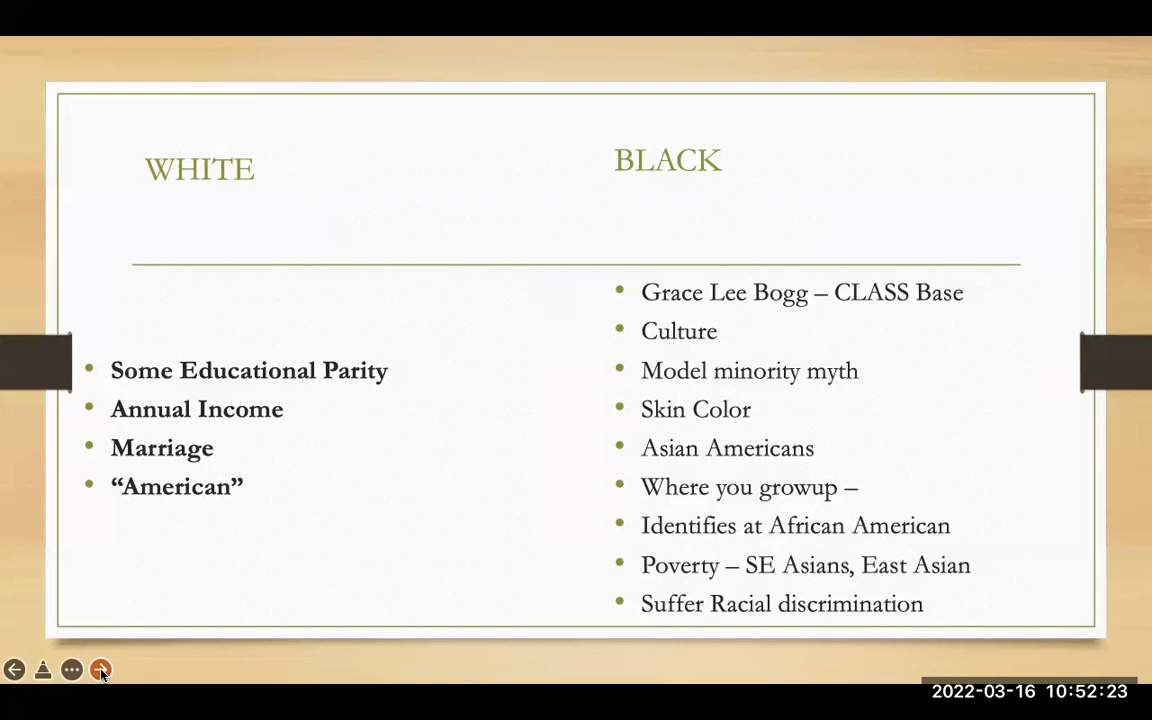 WHITE
BLACK
Some Educational Parity
Annual Income
Marriage
“American”
Grace Lee Bogg – CLASS Base
Culture
Model minority myth
Skin Color
Asian Americans
Where you growup –
Identifies at African American
Poverty – SE Asians, East Asian
Suffer Racial discrimination
2022-03-16 10:52:23